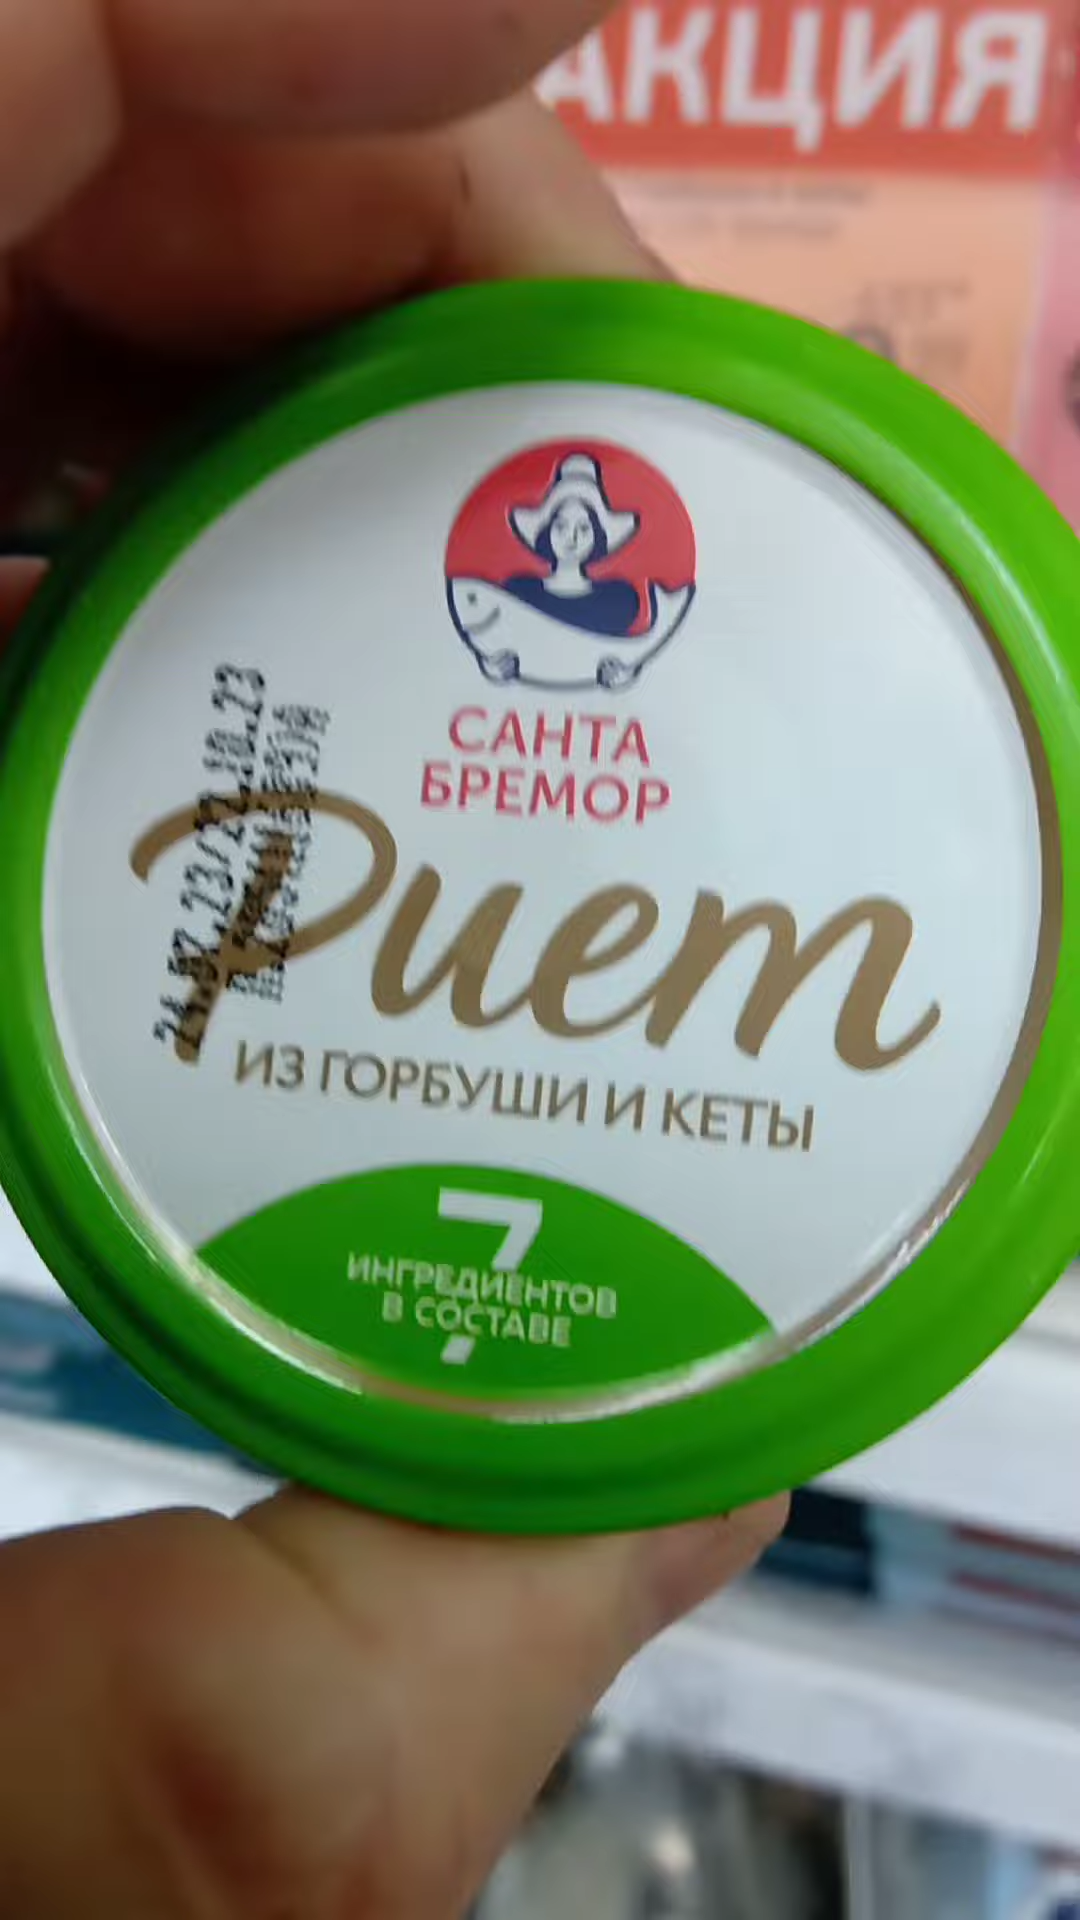 АКЦИЯ
САНТА
БРЕМОР
Риет
ИЗ ГОРБУШИ И КЕТЫ
7
ИНГРЕДИЕНТОВ
В СОСТАВЕ